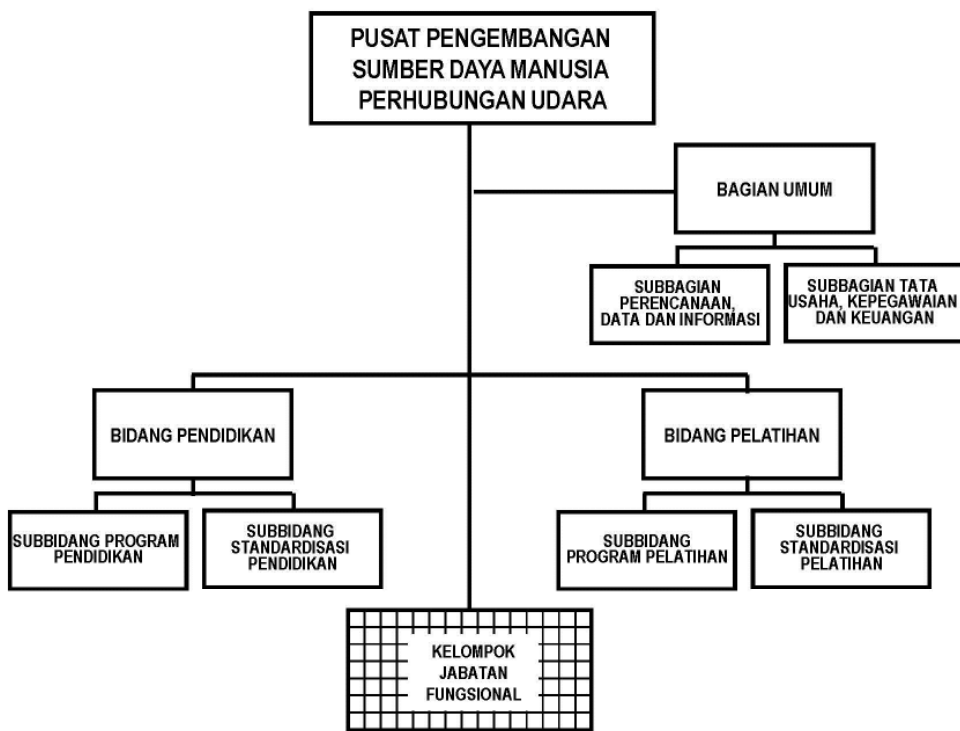 PUSAT PENGEMBANGAN
SUMBER DAYA MANUSIA
PERHUBUNGAN UDARA
BAGIAN UMUM
SUBBAGIAN
PERENCANAAN,
DATA DAN INFORMASI
SUBBAGIAN TATA
USAHA, KEPEGAWAIAN
DAN KEUANGAN
BIDANG PENDIDIKAN
BIDANG PELATIHAN
SUBBIDANG PROGRAM
PENDIDIKAN
SUBBIDANG
STANDARDISASI
PENDIDIKAN
SUBBIDANG
PROGRAM PELATIHAN
SUBBIDANG
STANDARDISASI
PELATIHAN
KELOMPOK
JABATAN
FUNGSIONAL